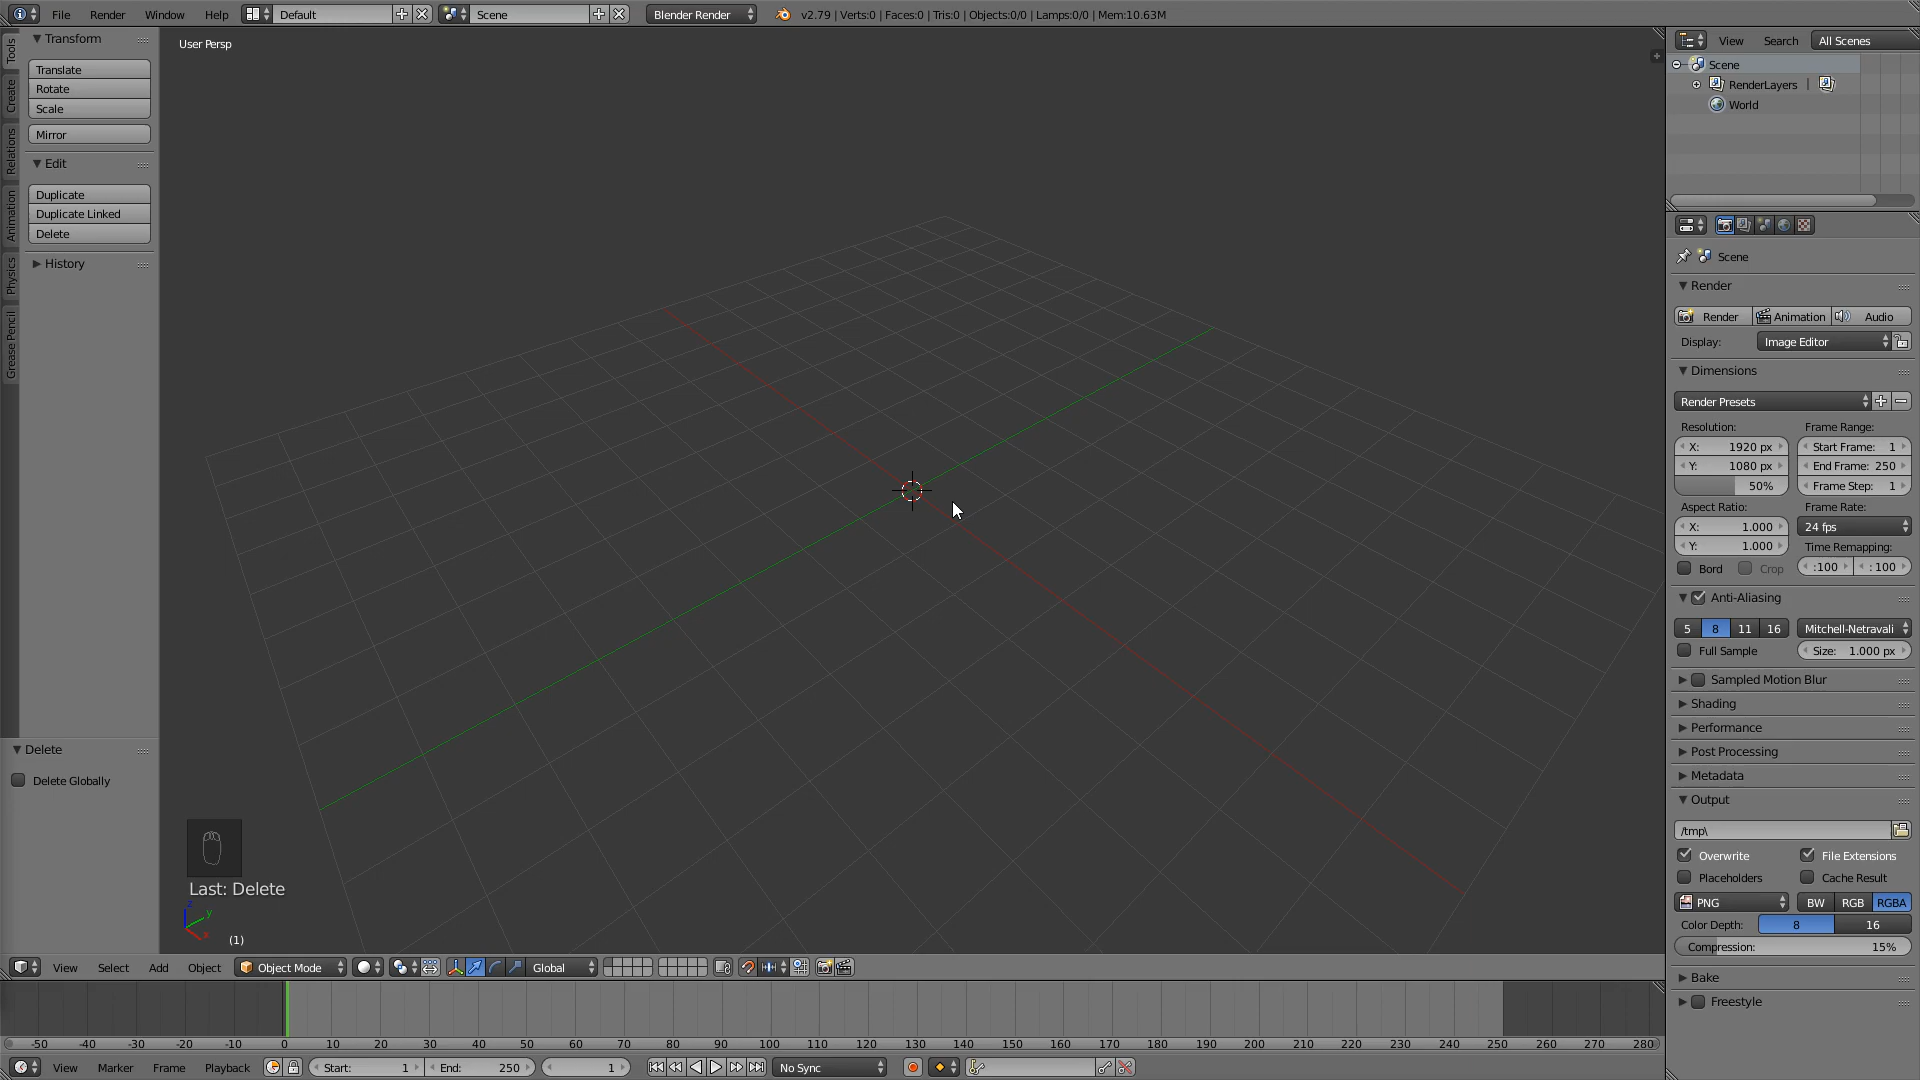 File Render Window Help Default Scene Blender Render v2.79 | Verts:0 | Faces:0 | Tris:0 | Objects:0/0 | Lamps:0/0 | Mem:10.63M
Tools
Create
Relations
Animation
Physics
Grease Pencil
Transform
Translate
Rotate
Scale
Mirror
Edit
Duplicate
Duplicate Linked
Delete
History
Delete
Delete Globally
User Persp
Last: Delete
z
y
x
(1)
View Select Add Object Object Mode Global
-50 -40 -30 -20 -10 0 10 20 30 40 50 60 70 80 90 100 110 120 130 140 150 160 170 180 190 200 210 220 230 240 250 260 270 280
View Marker Frame Playback Start: 1 End: 250 1 No Sync
View Search All Scenes
Scene
RenderLayers |
World
Scene
Render
Render Animation Audio
Display: Image Editor
Dimensions
Render Presets
Resolution: Frame Range:
X: 1920 px Start Frame: 1
Y: 1080 px End Frame: 250
50% Frame Step: 1
Aspect Ratio: Frame Rate:
X: 1.000 24 fps
Y: 1.000 Time Remapping:
Bord Crop :100 : 100
Anti-Aliasing
5 8 11 16 Mitchell-Netravali
Full Sample Size: 1.000 px
Sampled Motion Blur
Shading
Performance
Post Processing
Metadata
Output
/tmp\
Overwrite File Extensions
Placeholders Cache Result
PNG BW RGB RGBA
Color Depth: 8 16
Compression: 15%
Bake
Freestyle